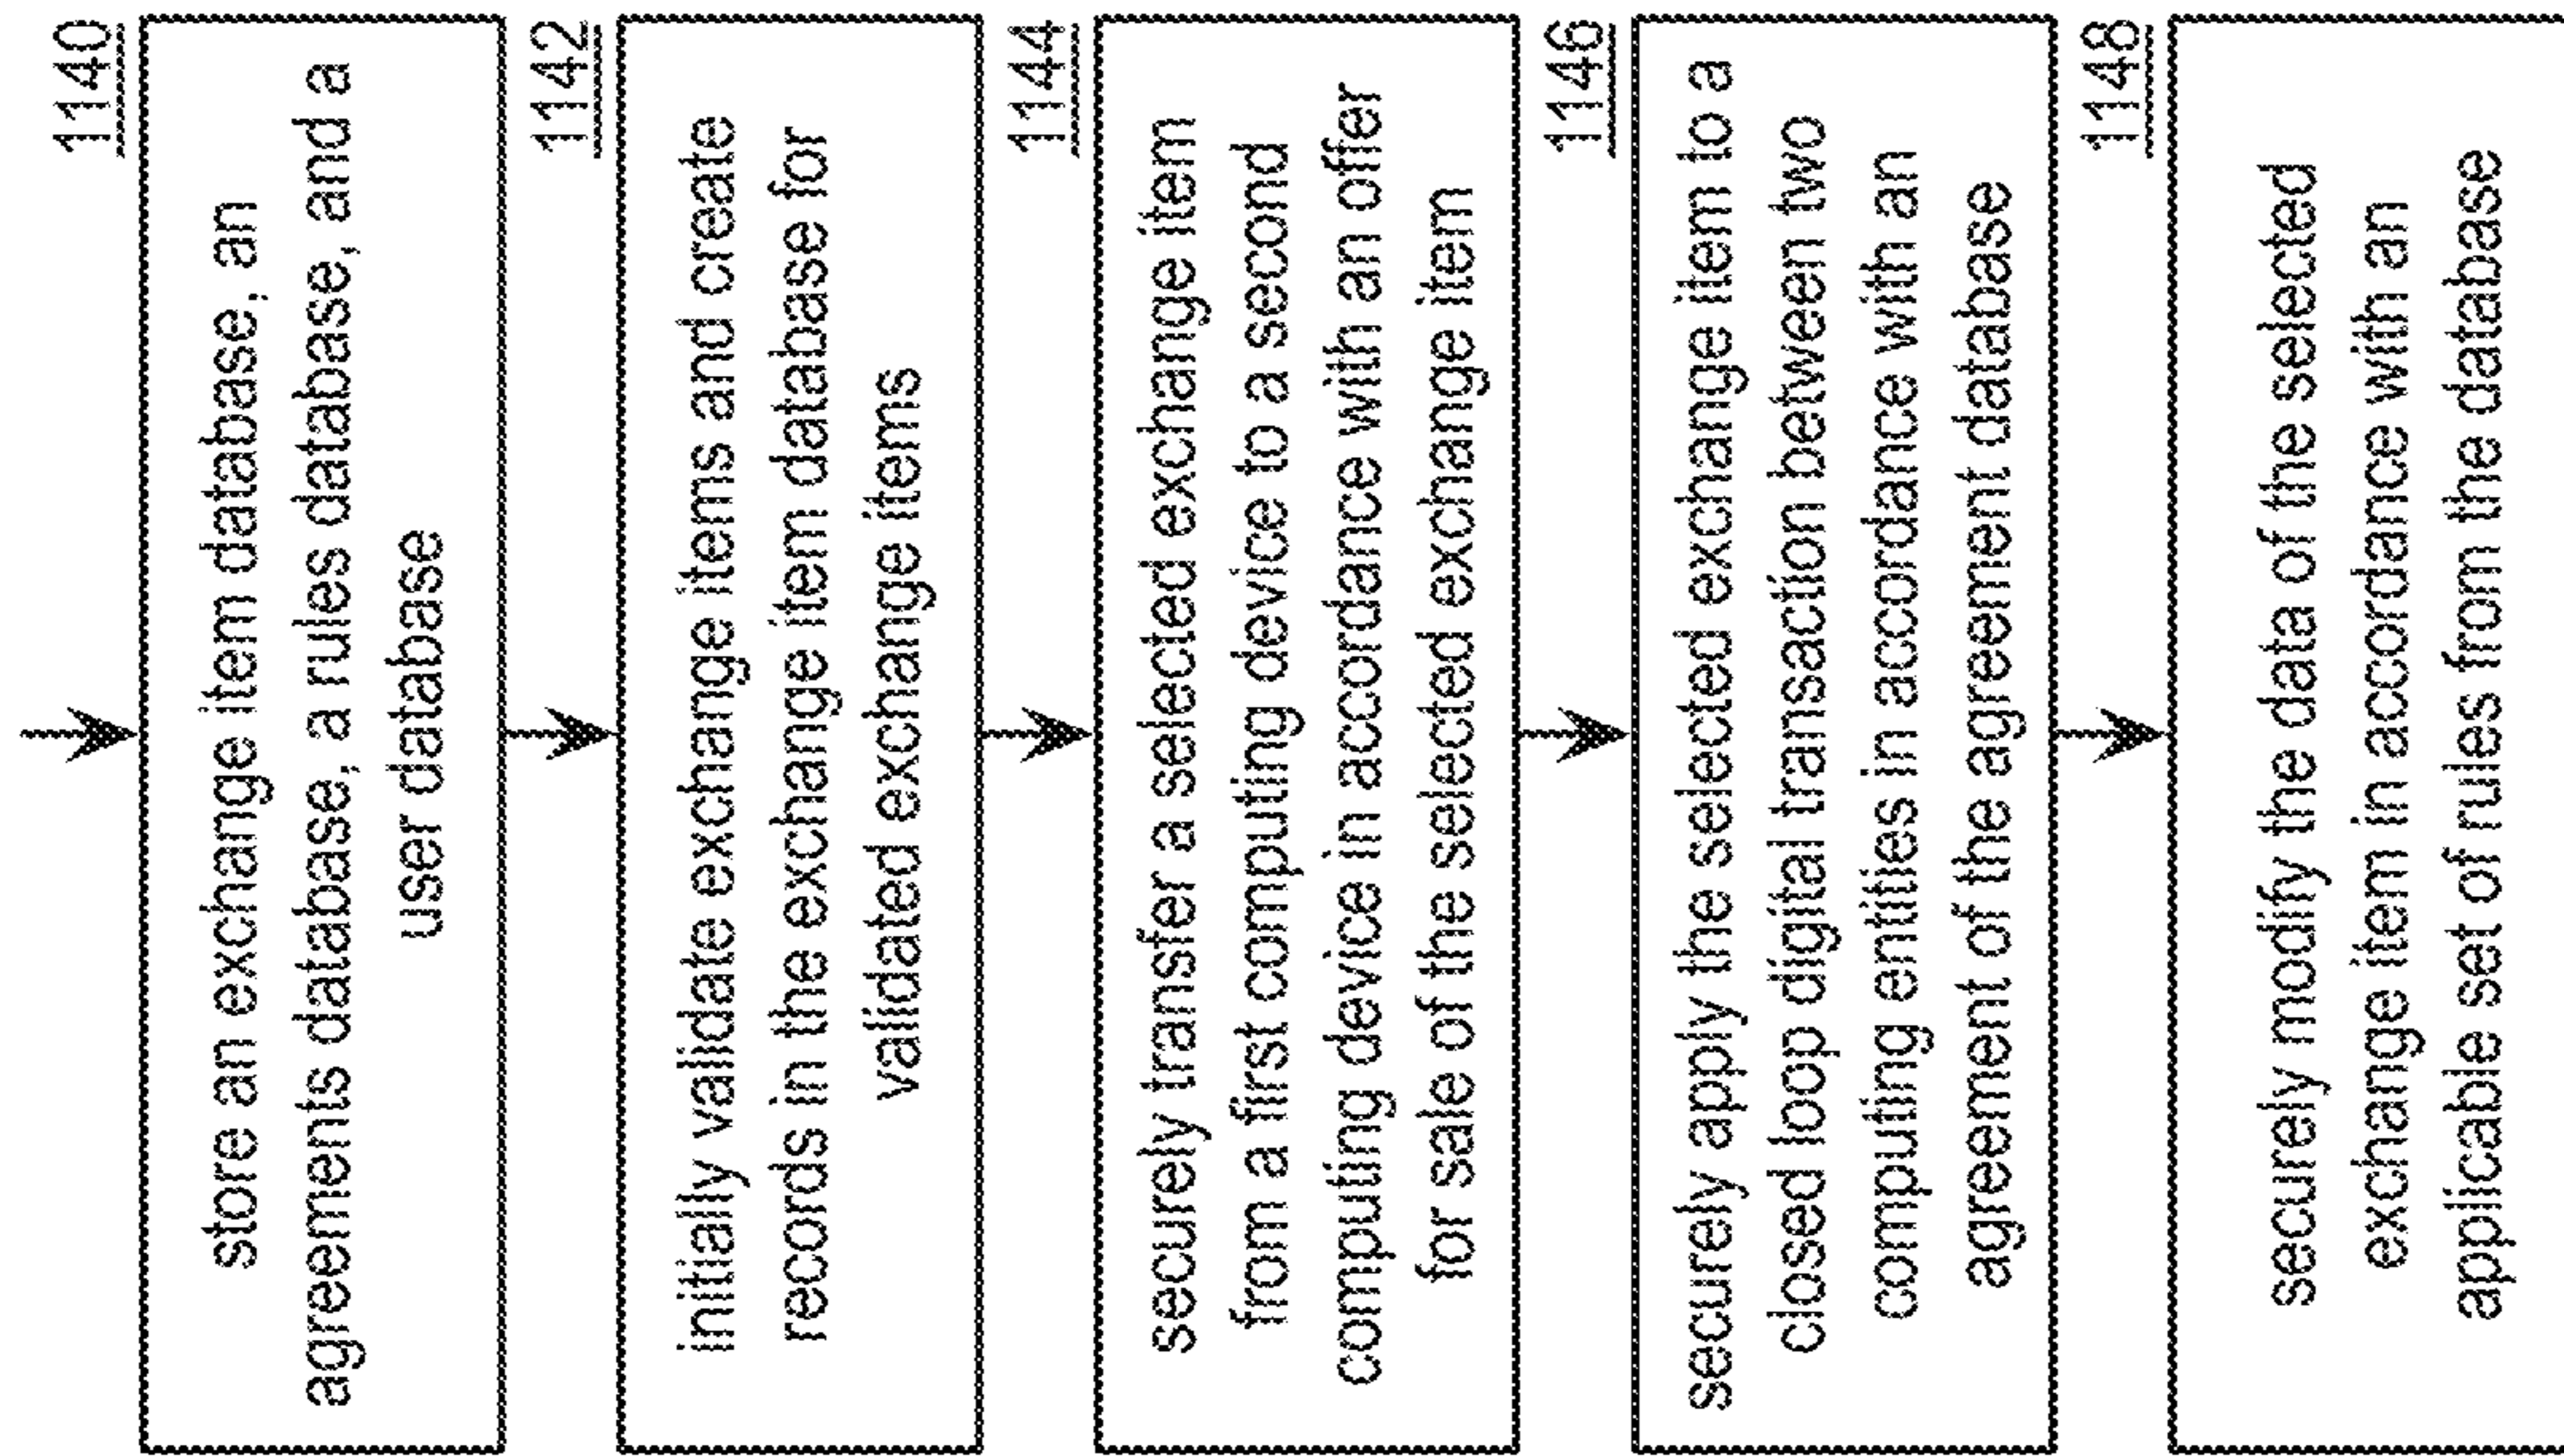 1140
store an exchange item database, an
agreements database, a rules database, and a
user database
1142
initially validate exchange items and create
records in the exchange item database for
validated exchange items
1144
securely transfer a selected exchange item
from a first computing device to a second
computing device in accordance with an offer
for sale of the selected exchange item
1146
securely apply the selected exchange item to a
closed loop digital transaction between two
computing entities in accordance with an
agreement of the agreement database
1148
securely modify the data of the selected
exchange item in accordance with an
applicable set of rules from the database